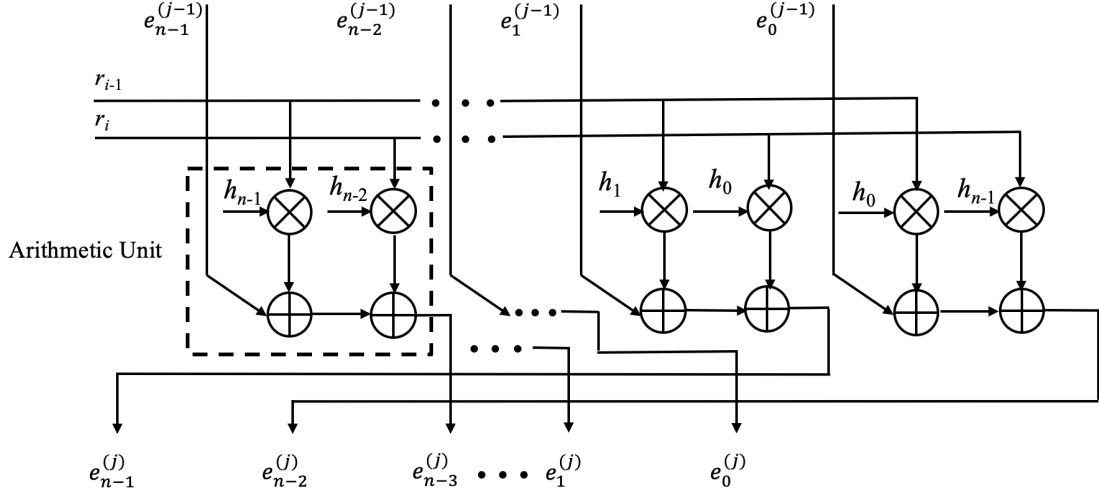 e_{n-1}^{(j-1)} e_{n-2}^{(j-1)} e_1^{(j-1)} e_0^{(j-1)}
r_{i-1}
r_i
h_{n-1} h_{n-2} h_1 h_0 h_0 h_{n-1}
Arithmetic Unit
e_{n-1}^{(j)} e_{n-2}^{(j)} e_{n-3}^{(j)} • • • e_1^{(j)} e_0^{(j)}